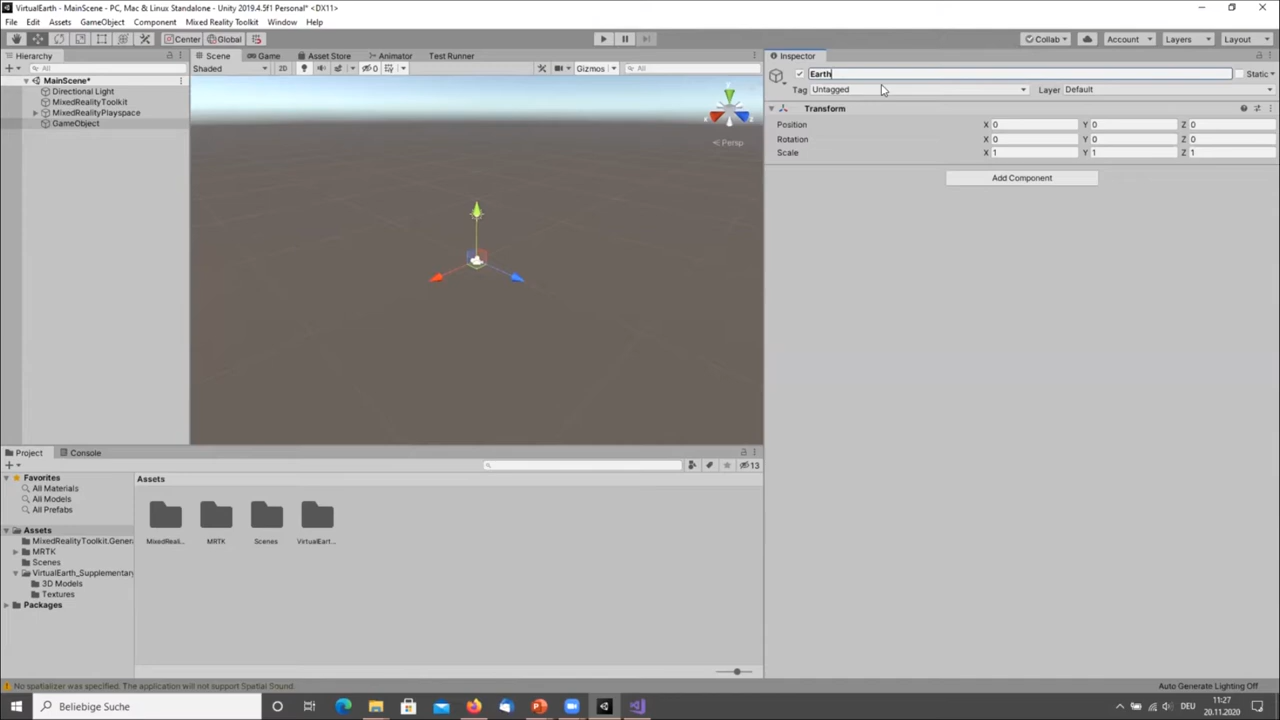 VirtualEarth - MainScene - PC, Mac & Linux Standalone - Unity 2019.4.5f1 Personal* <DX11>
File Edit Assets GameObject Component Mixed Reality Toolkit Window Help
Center Global Collab Account Layers Layout
Hierarchy
All
MainScene*
Directional Light
MixedRealityToolkit
MixedRealityPlayspace
GameObject
Scene Game Asset Store Animator Test Runner
Shaded 2D 0 Gizmos All
Persp
Inspector
Earth Static
Tag Untagged Layer Default
Transform
Position X 0 Y 0 Z 0
Rotation X 0 Y 0 Z 0
Scale X 1 Y 1 Z 1
Add Component
Project Console
13
Favorites
All Materials
All Models
All Prefabs
Assets
MixedRealityToolkit.Genera
MRTK
Scenes
VirtualEarth_Supplementary
3D Models
Textures
Packages
Assets
MixedReali... MRTK Scenes VirtualEart...
No spatializer was specified. The application will not support Spatial Sound.
Auto Generate Lighting Off
Beliebige Suche
DEU
11:27
20.11.2020